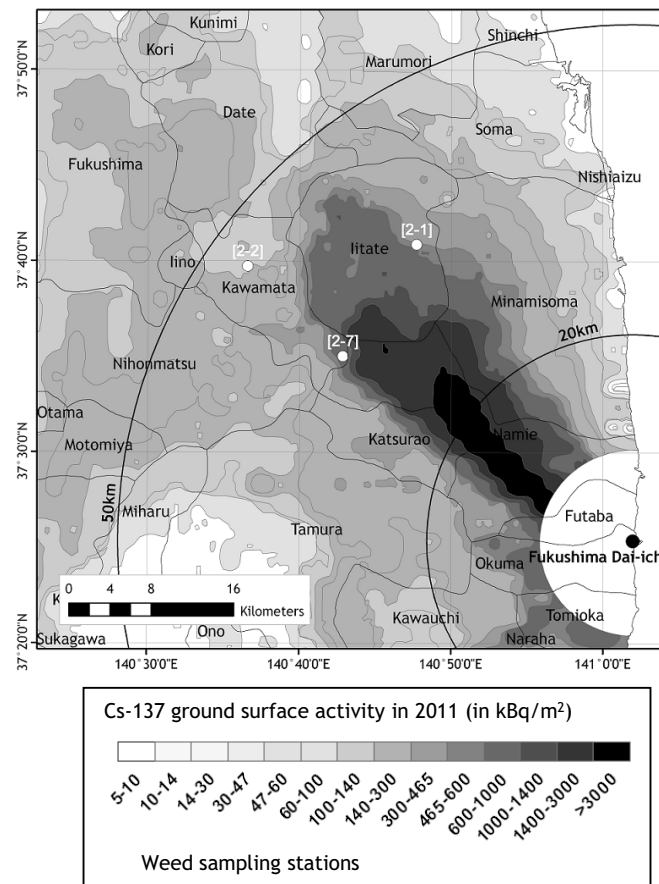 Kunimi
Kori
Shinchi
Marumori
37°50'0"N
Date
Soma
Fukushima
Nishiaizu
[2-1]
[2-2]
Iitate
37°40'0"N
Iino
Kawamata
Minamisoma
20km
[2-7]
Nihonmatsu
Otama
Motomiya
Katsurao
Namie
37°30'0"N
50km
Miharu
Futaba
Tamura
Fukushima Dai-ich
Okuma
0 4 8 16
Kilometers
K
Kawauchi
Tomioka
Sukagawa
Ono
Naraha
37°20'0"N
140°30'0"E 140°40'0"E 140°50'0"E 141°0'0"E
Cs-137 ground surface activity in 2011 (in kBq/m²)
5-10 10-14 14-30 30-47 47-60 60-100 100-140 140-300 300-465 465-600 600-1000 1000-1400 1400-3000 >3000
Weed sampling stations